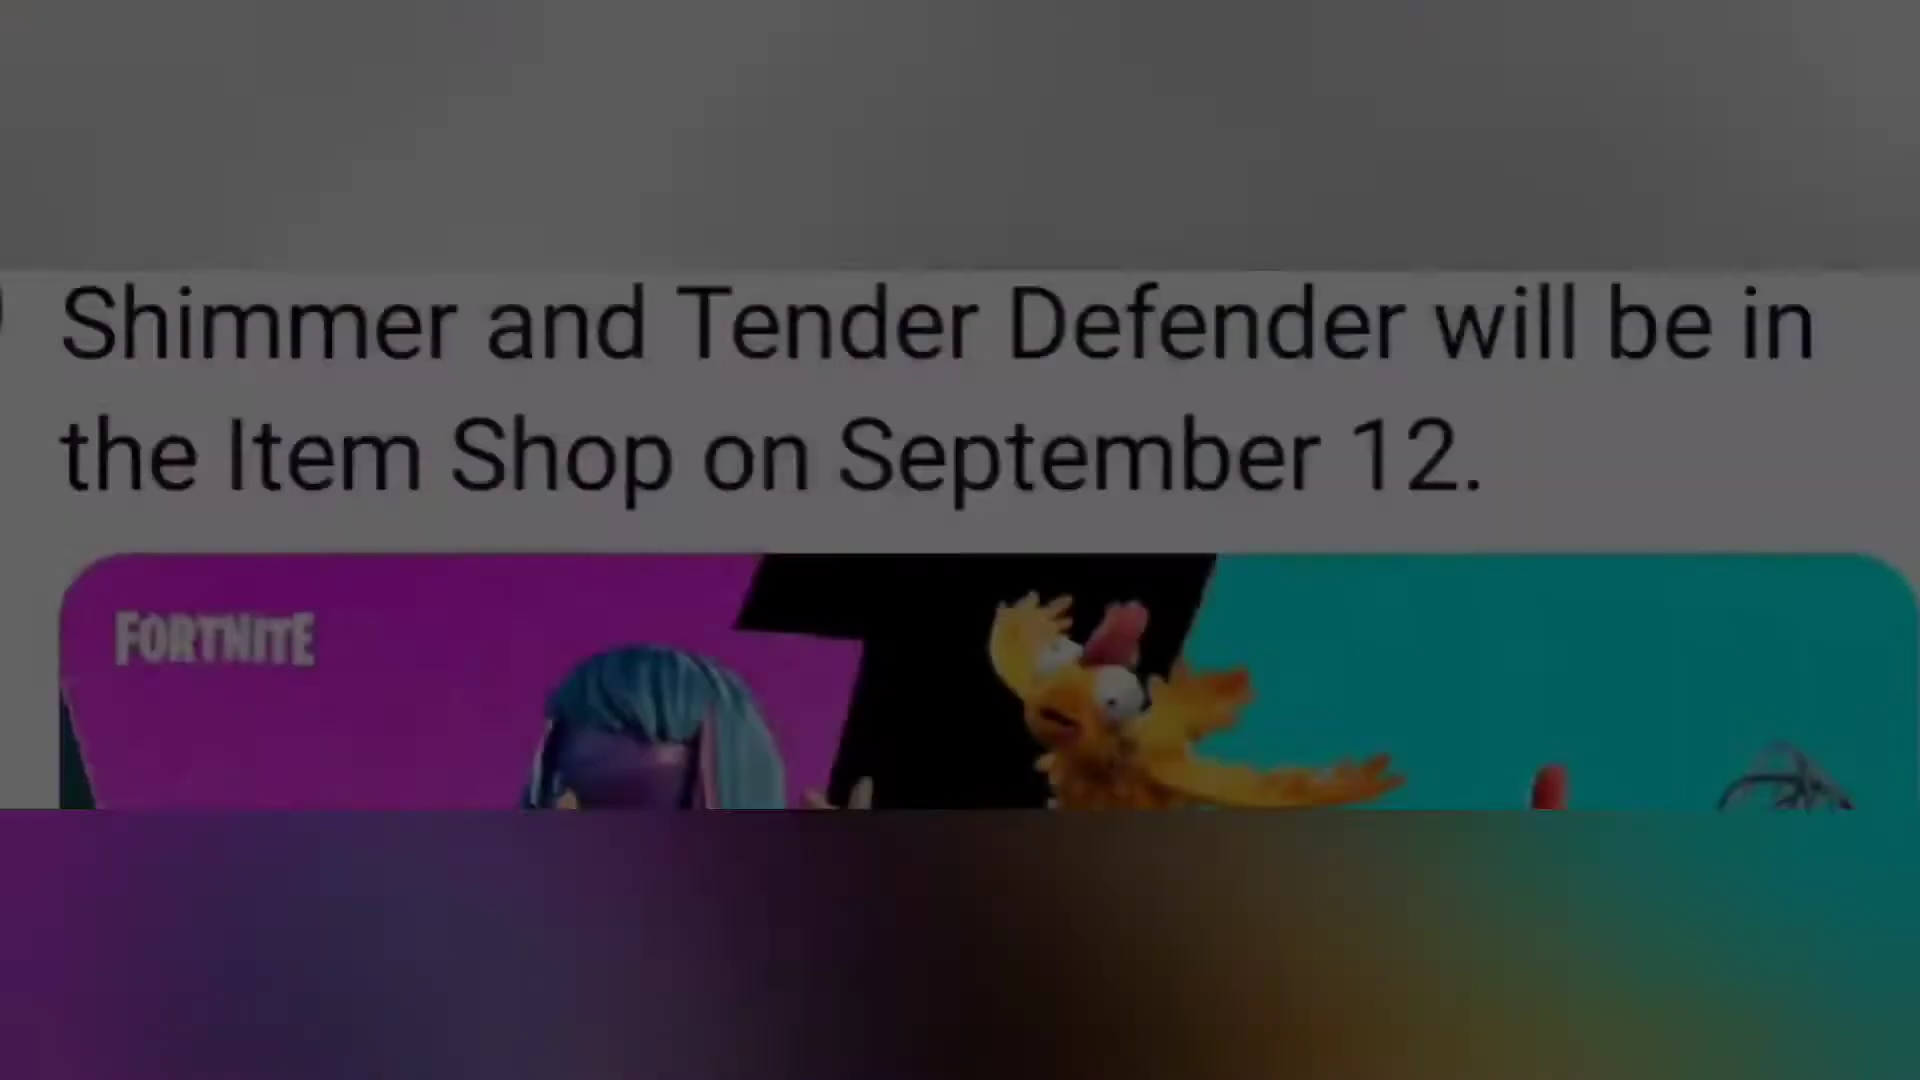 Shimmer and Tender Defender will be in
the Item Shop on September 12.
FORTNITE